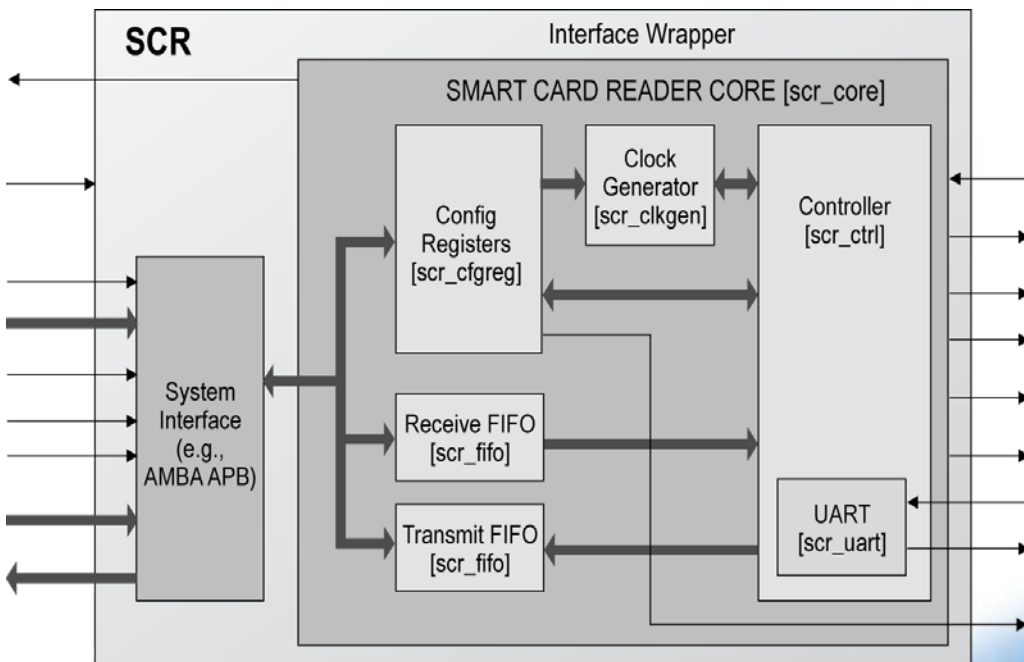 SCR
Interface Wrapper
SMART CARD READER CORE [scr_core]
Config
Registers
[scr_cfgreg]
Clock
Generator
[scr_clkgen]
Controller
[scr_ctrl]
System
Interface
(e.g.,
AMBA APB)
Receive FIFO
[scr_fifo]
Transmit FIFO
[scr_fifo]
UART
[scr_uart]